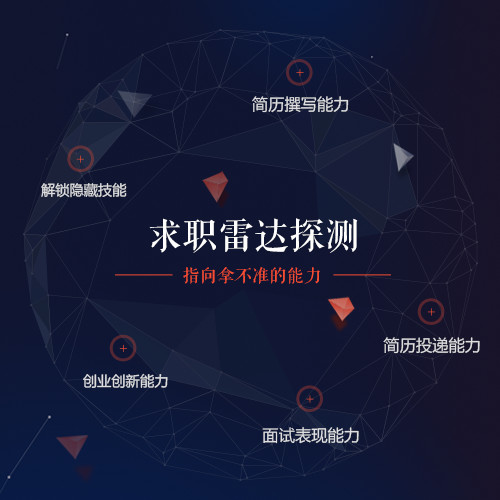 简历撰写能力
解锁隐藏技能
求职雷达探测
指向拿不准的能力
简历投递能力
创业创新能力
面试表现能力